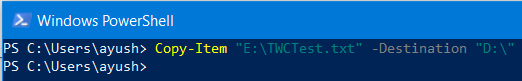 Windows PowerShell
PS C:\Users\ayush> Copy-Item "E:\TWCTest.txt" -Destination "D:\"
PS C:\Users\ayush>